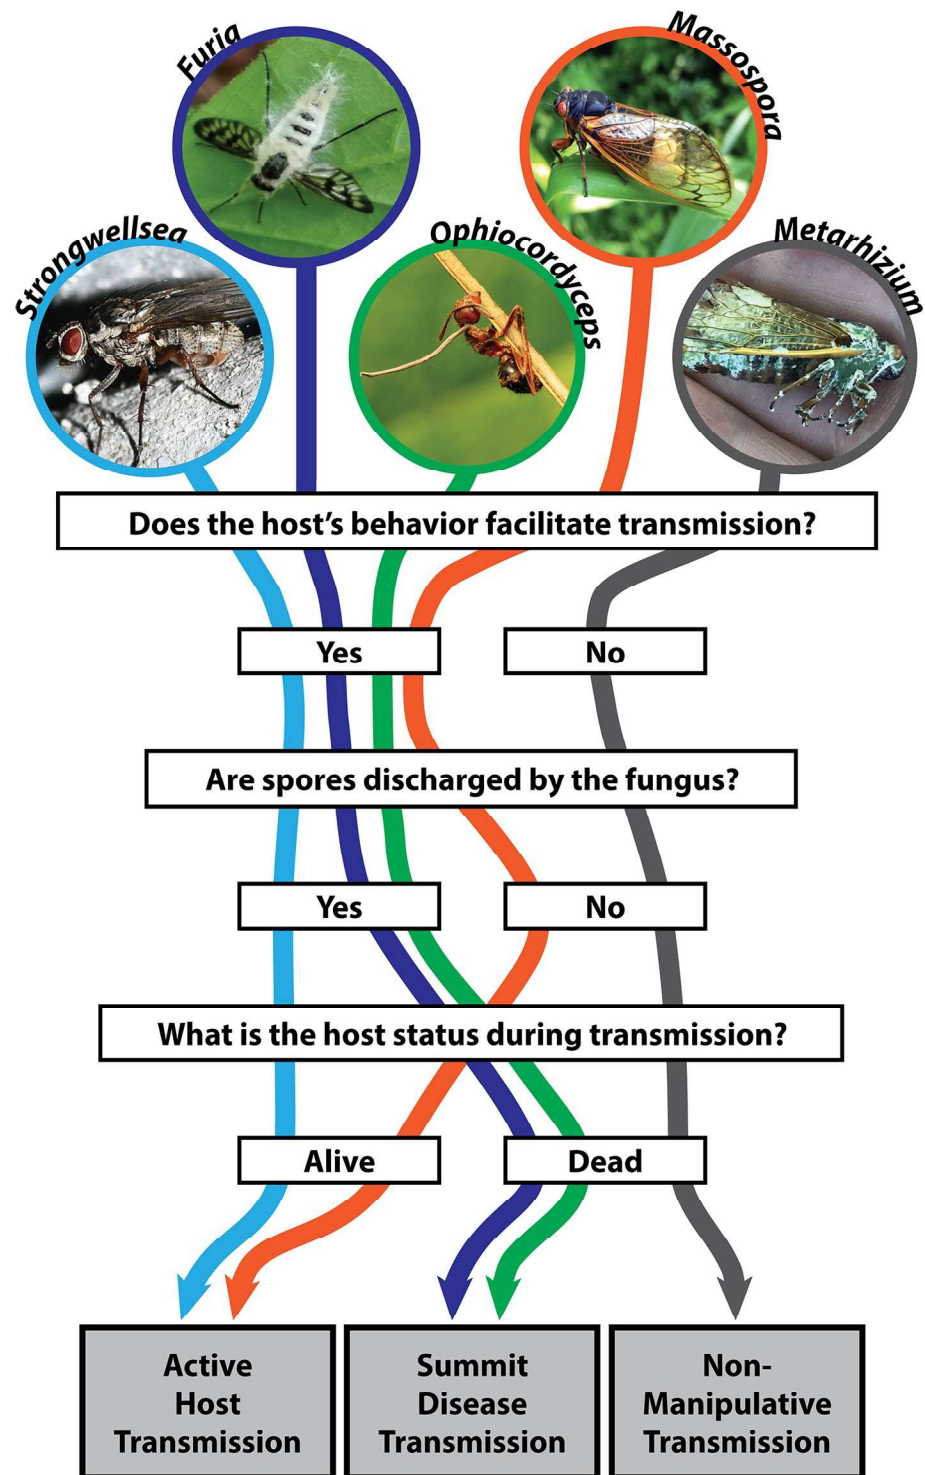 Furia
Massospora
Strongwellsea
Ophiocordyceps
Metarhizium
Does the host's behavior facilitate transmission?
Yes
No
Are spores discharged by the fungus?
Yes
No
What is the host status during transmission?
Alive
Dead
Active
Host
Transmission
Summit
Disease
Transmission
Non-
Manipulative
Transmission